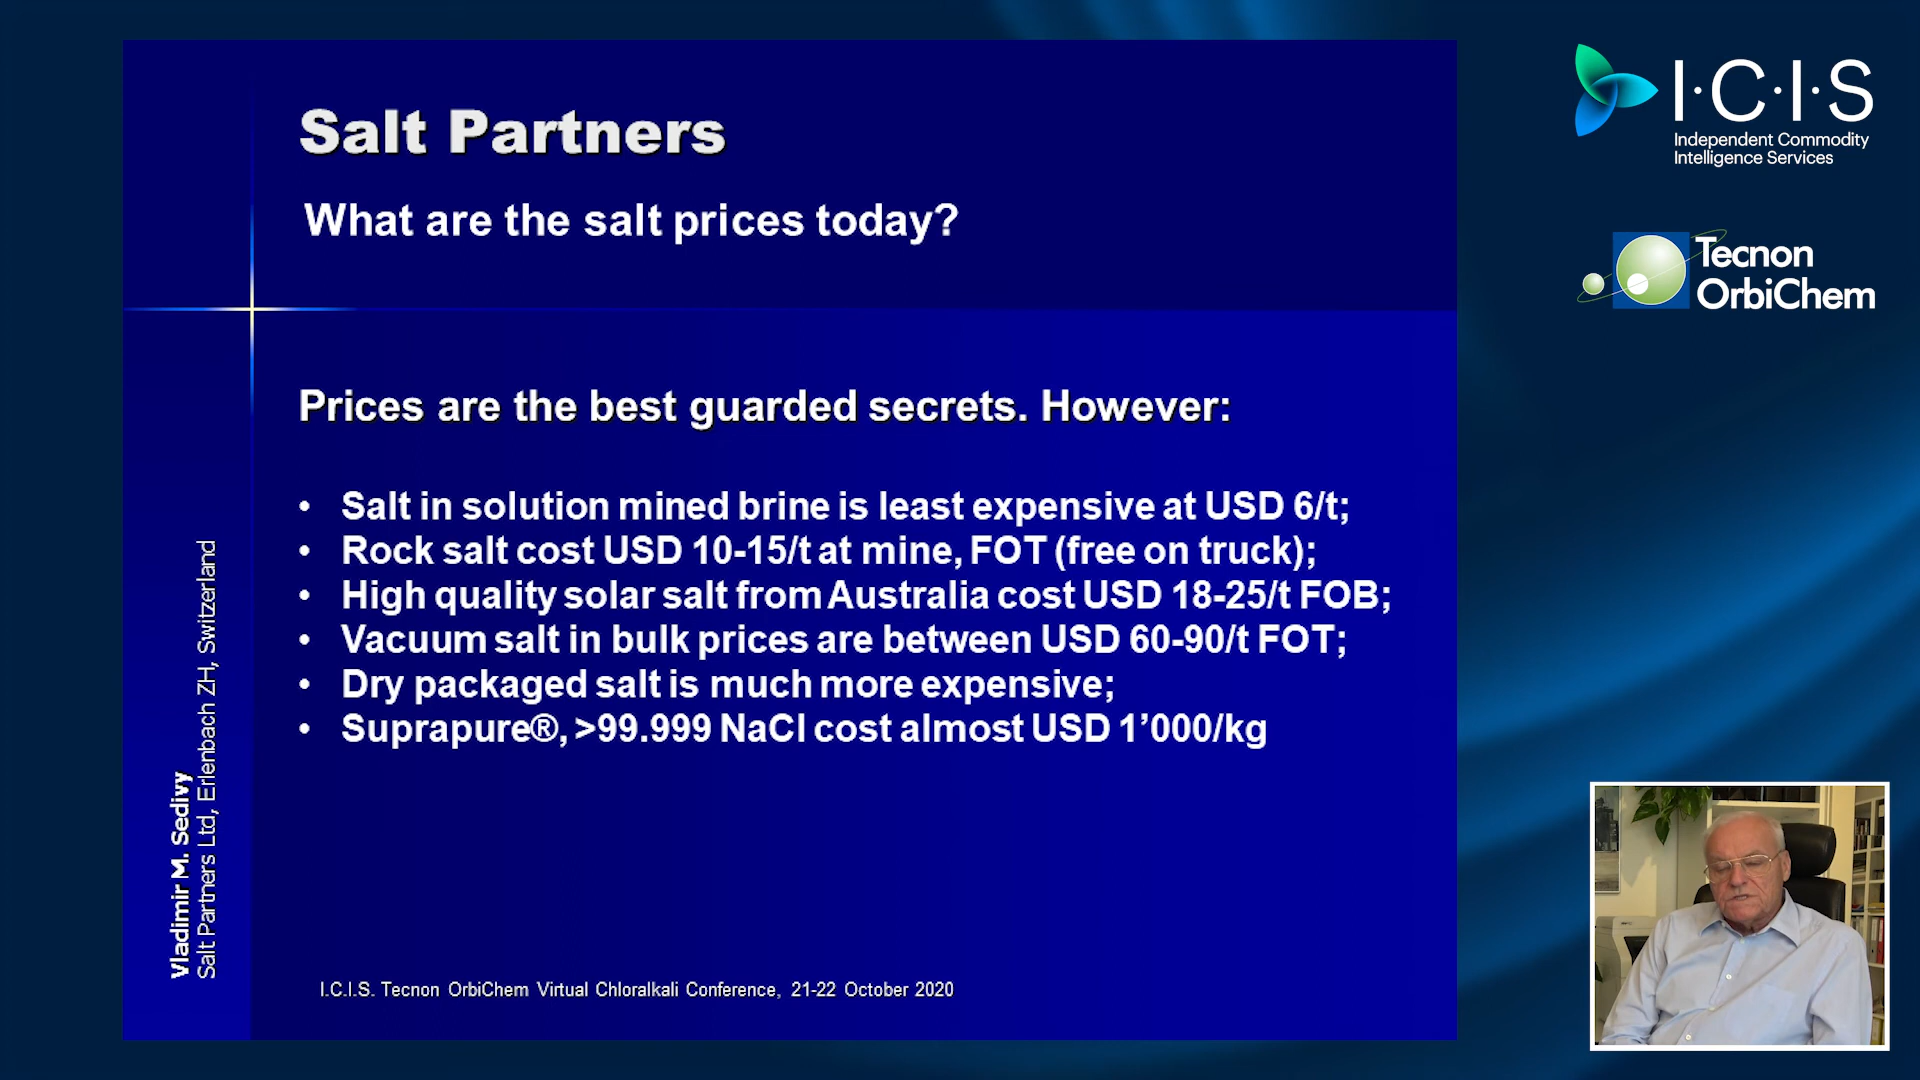 Salt Partners
What are the salt prices today?
Prices are the best guarded secrets. However:
• Salt in solution mined brine is least expensive at USD 6/t;
• Rock salt cost USD 10-15/t at mine, FOT (free on truck);
• High quality solar salt from Australia cost USD 18-25/t FOB;
• Vacuum salt in bulk prices are between USD 60-90/t FOT;
• Dry packaged salt is much more expensive;
• Suprapure®, >99.999 NaCl cost almost USD 1’000/kg
Vladimir M. Sedivy
Salt Partners Ltd, Erlenbach ZH, Switzerland
I.C.I.S. Tecnon OrbiChem Virtual Chloralkali Conference, 21-22 October 2020
I·C·I·S
Independent Commodity
Intelligence Services
Tecnon
OrbiChem